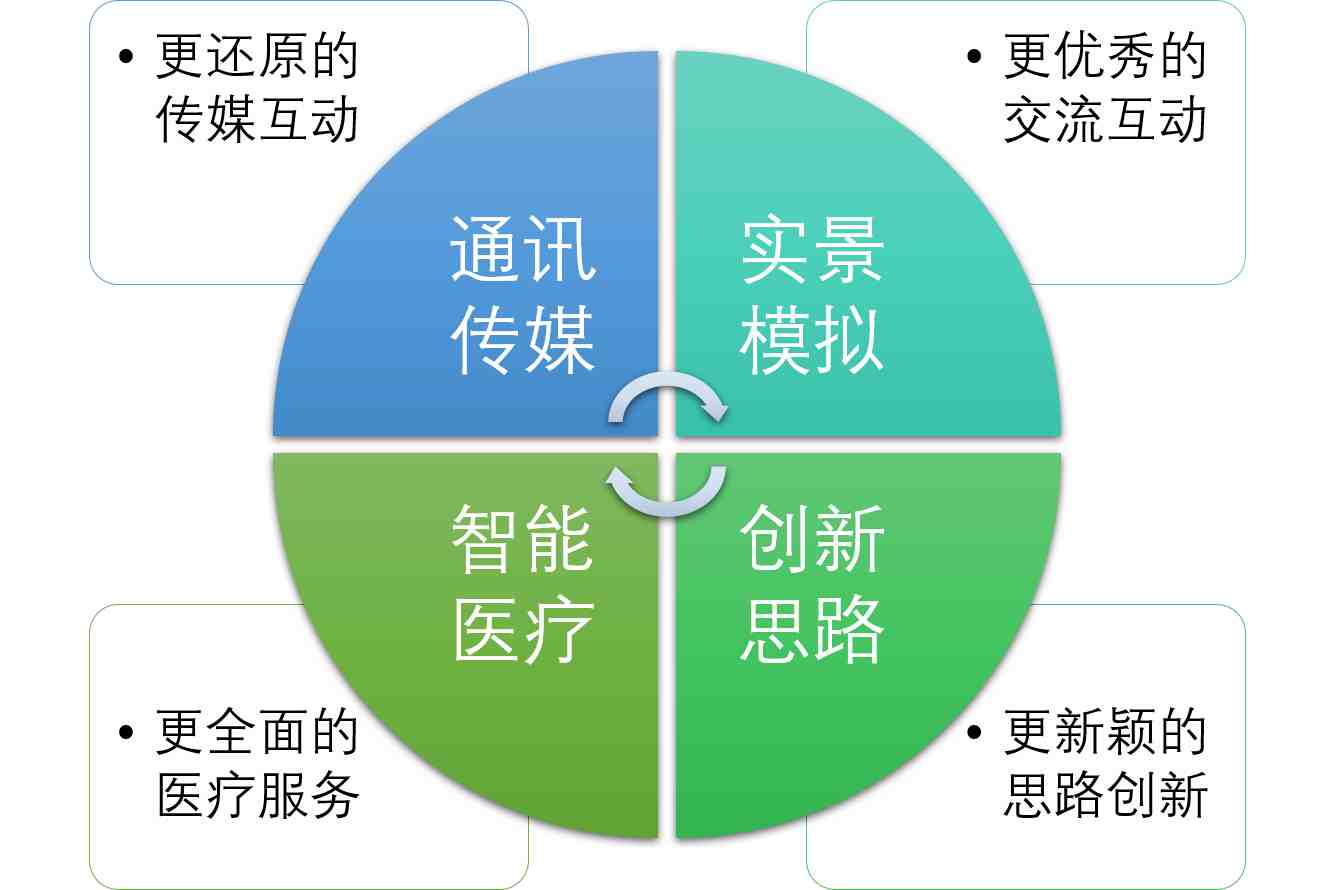 • 更还原的
传媒互动
• 更优秀的
交流互动
通讯
传媒
实景
模拟
智能
医疗
创新
思路
• 更全面的
医疗服务
• 更新颖的
思路创新